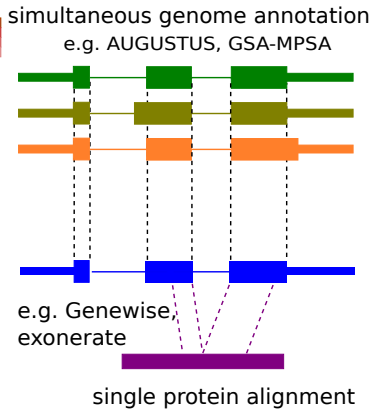 simultaneous genome annotation
e.g. AUGUSTUS, GSA-MPSA
e.g. Genewise,
exonerate
single protein alignment